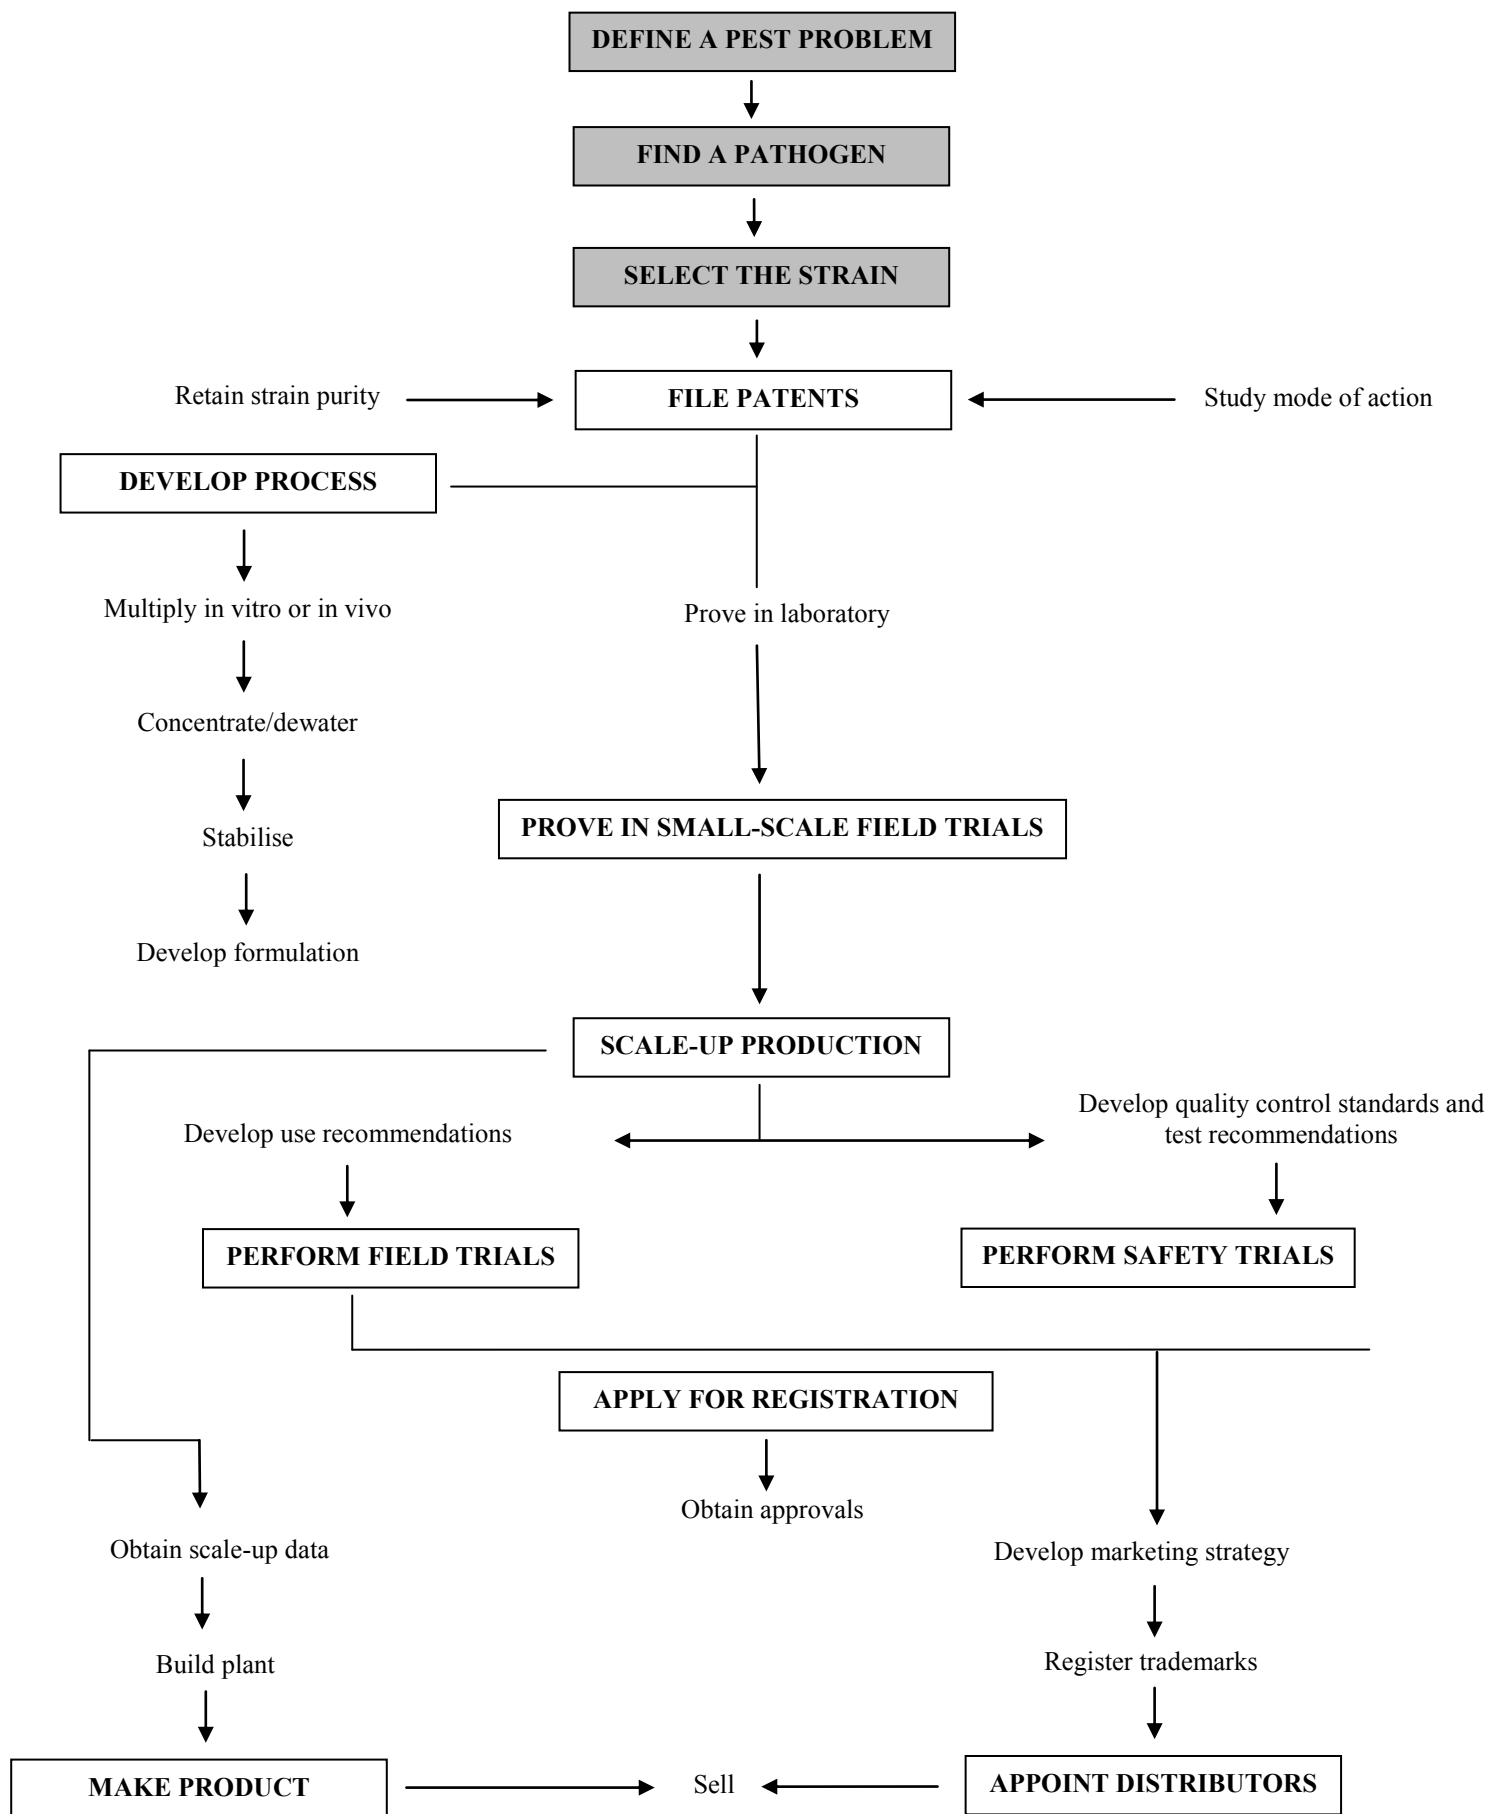 DEFINE A PEST PROBLEM
FIND A PATHOGEN
SELECT THE STRAIN
Retain strain purity
FILE PATENTS
Study mode of action
DEVELOP PROCESS
Multiply in vitro or in vivo
Prove in laboratory
Concentrate/dewater
PROVE IN SMALL-SCALE FIELD TRIALS
Stabilise
Develop formulation
SCALE-UP PRODUCTION
Develop use recommendations
Develop quality control standards and
test recommendations
PERFORM FIELD TRIALS
PERFORM SAFETY TRIALS
APPLY FOR REGISTRATION
Obtain approvals
Obtain scale-up data
Develop marketing strategy
Build plant
Register trademarks
MAKE PRODUCT
Sell
APPOINT DISTRIBUTORS